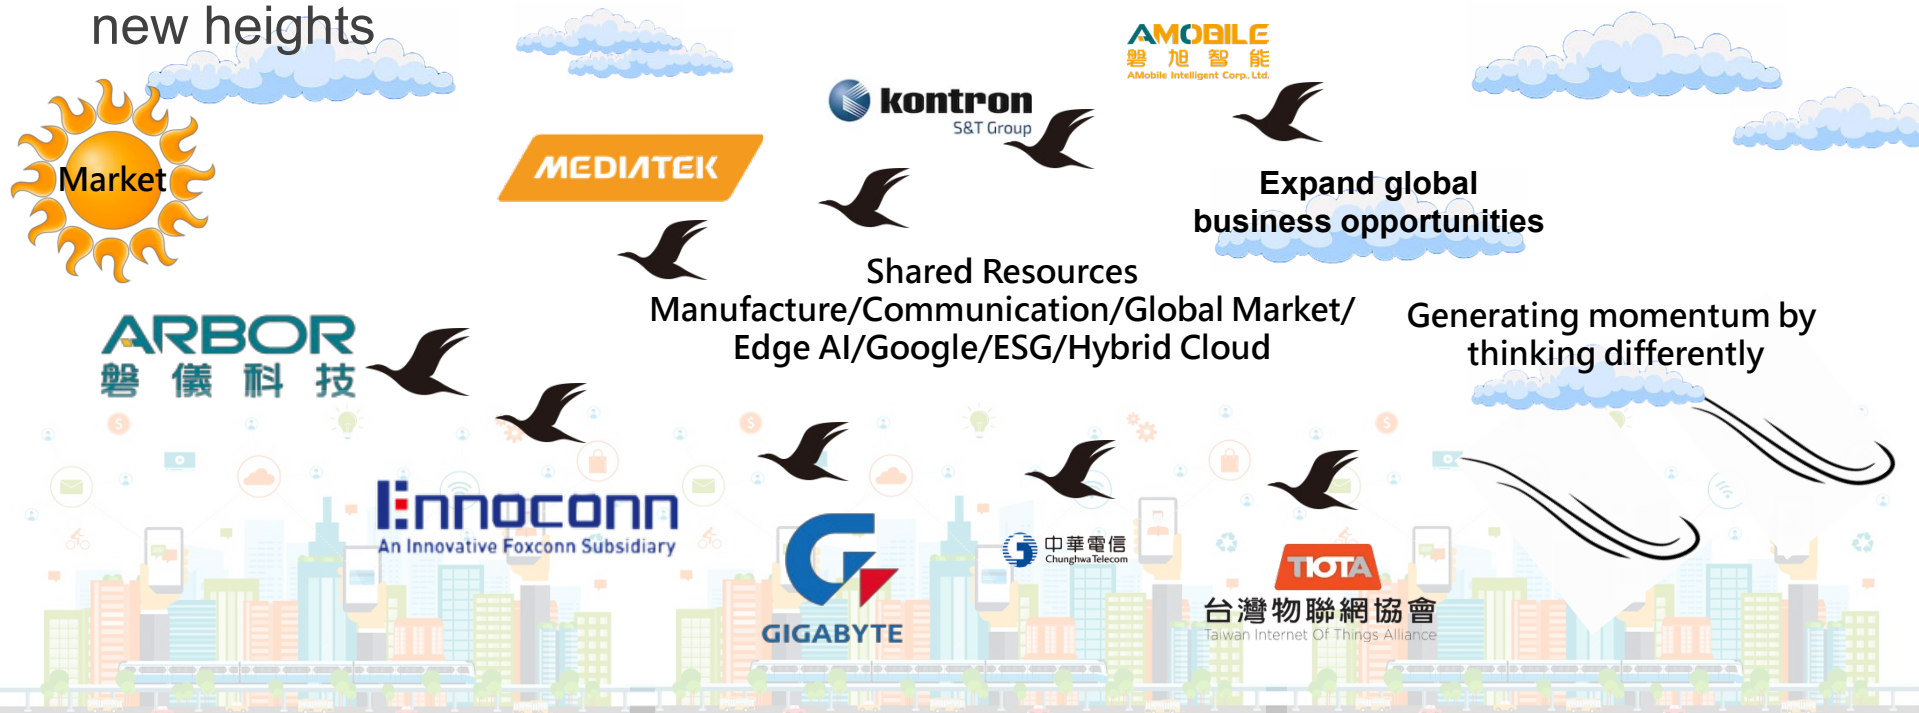 new heights
AMOBILE
磐旭智能
AMobile Intelligent Corp., Ltd.
kontron
S&T Group
MEDIATEK
Market
Expand global
business opportunities
Shared Resources
Manufacture/Communication/Global Market/
Edge AI/Google/ESG/Hybrid Cloud
Generating momentum by
thinking differently
ARBOR
磐儀科技
Ennoconn
An Innovative Foxconn Subsidiary
GIGABYTE
中華電信
Chunghwa Telecom
TIOTA
台灣物聯網協會
Taiwan Internet Of Things Alliance